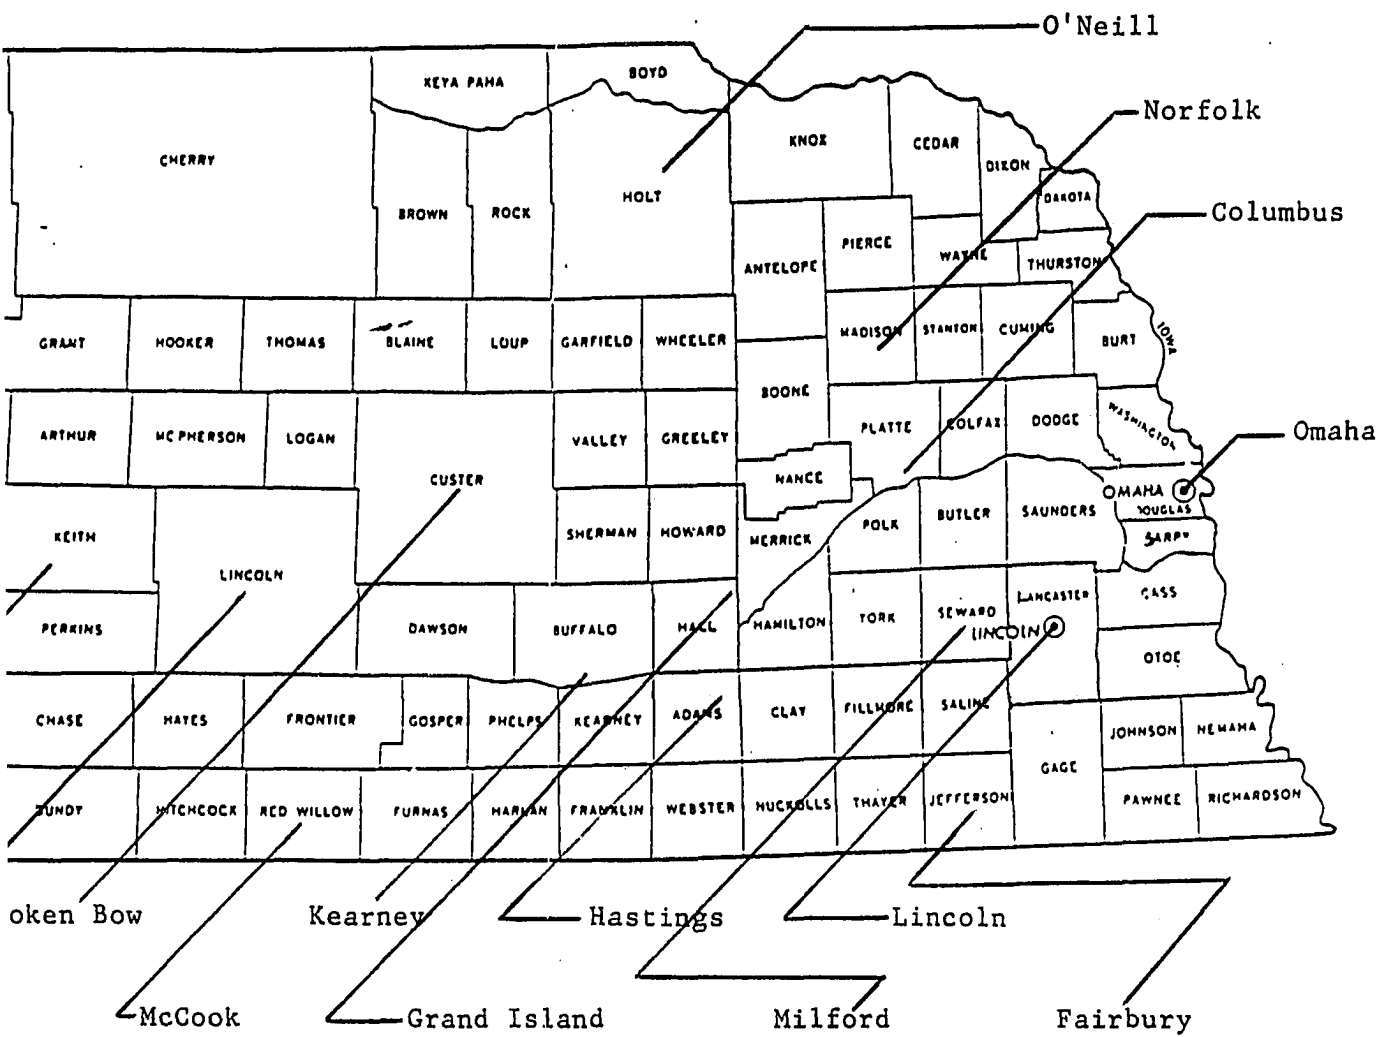 O'Neill
KEYA PAHA
BOYD
Norfolk
CHERRY
KNOX
CEDAR
DIXON
DAKOTA
BROWN
ROCK
HOLT
Columbus
PIERCE
ANTELOPE
WAYNE
THURSTON
GRANT
HOOKER
THOMAS
BLAINE
LOUP
GARFIELD
WHEELER
MADISON
STANTON
CUMING
BURT
IOWA
BOONE
ARTHUR
MC PHERSON
LOGAN
VALLEY
GREELEY
PLATTE
COLFAX
DODGE
WASHINGTON
Omaha
CUSTER
NANCE
OMAHA
DOUGLAS
KEITH
SHERMAN
HOWARD
MERRICK
POLK
BUTLER
SAUNDERS
SARPY
LINCOLN
LANCASTER
CASS
PERKINS
DAWSON
BUFFALO
HALL
HAMILTON
YORK
SEWARD
LINCOLN
OTOE
CHASE
HAYES
FRONTIER
GOSPER
PHELPS
KEARNEY
ADAMS
CLAY
FILLMORE
SALINE
JOHNSON
NEMAHA
GAGE
DUNDY
HITCHCOCK
RED WILLOW
FURNAS
HARLAN
FRANKLIN
WEBSTER
NUCKOLLS
THAYER
JEFFERSON
PAWNEE
RICHARDSON
oken Bow
Kearney
Hastings
Lincoln
McCook
Grand Island
Milford
Fairbury